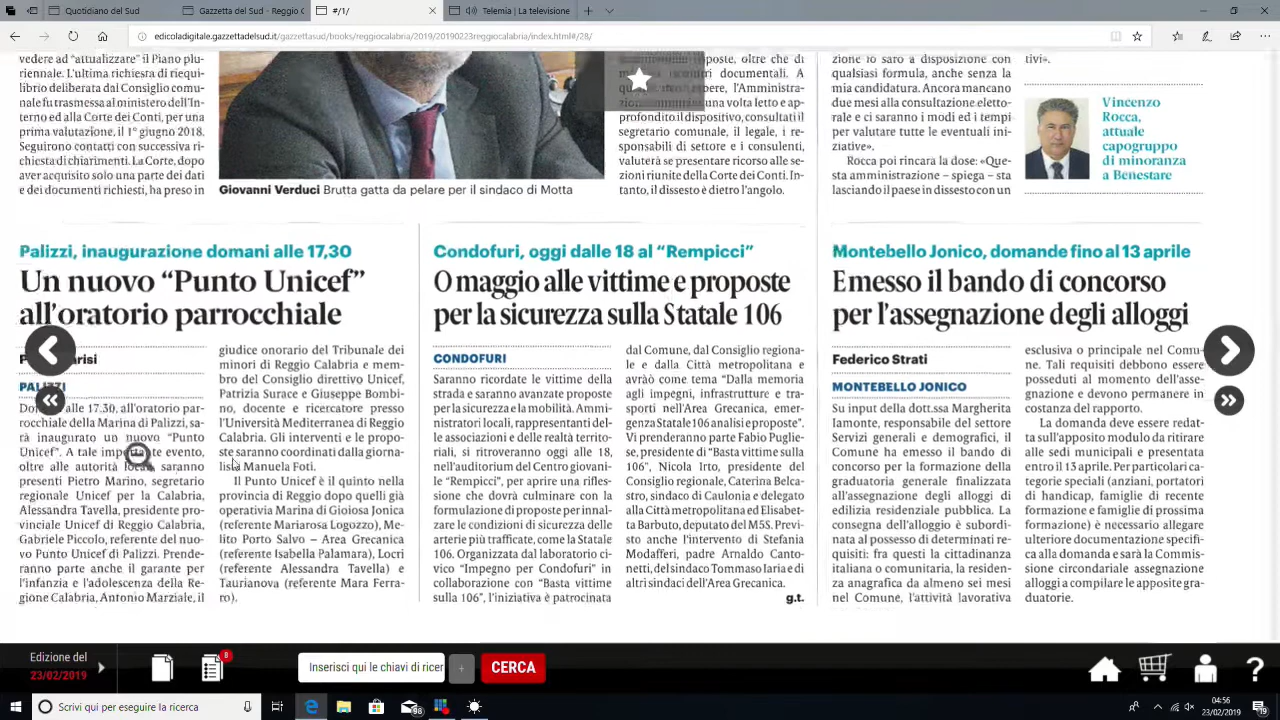 Gazzetta del Sud
Gazzetta del Sud - Reggio C
#/1/
Telemia La televisione
edicoladigitale.gazzettadelsud.it/gazzettasud/books/reggiocalabria/2019/20190223reggiocalabria/index.html#/28/
vedere ad “attualizzare” il Piano plu-
riennale. L'ultima richiesta di riequi-
librio deliberata dal Consiglio comu-
nale fu trasmessa al ministero dell'In-
terno ed alla Corte dei Conti, per una
prima valutazione, il 1° giugno 2018.
Seguirono contatti con successiva ri-
chiesta di chiarimenti. La Corte, dopo
aver acquisito solo una parte dei dati
e dei documenti richiesti, ha preso in
Giovanni Verduci Brutta gatta da pelare per il sindaco di Motta
oste, oltre che di
documentali. A
ere, l'Amministra-
una volta letto e ap-
profondito il dispositivo, consultati il
segretario comunale, il legale, i re-
sponsabili di settore e i consulenti,
valuterà se presentare ricorso alle se-
zioni riunite della Corte dei Conti. In-
tanto, il dissesto è dietro l'angolo.
zione io sarò a disposizione con
qualsiasi formula, anche senza la
mia candidatura. Ancora mancano
due mesi alla consultazione eletto-
rale e ci saranno i modi ed i tempi
per valutare tutte le eventuali ini-
ziative».
Rocca poi rincara la dose: «Que-
sta amministrazione – spiega – sta
lasciando il paese in dissesto con un
tivi».
Vincenzo
Rocca,
attuale
capogruppo
di minoranza
a Benestare
Palizzi, inaugurazione domani alle 17,30
Un nuovo “Punto Unicef”
all'oratorio parrocchiale
PALIZZI
alle 17.30, all'oratorio par-
rocchiale della Marina di Palizzi, sa-
rà inaugurato un nuovo “Punto
Unicef”. A tale importante evento,
oltre alle autorità locali saranno
presenti Pietro Marino, segretario
regionale Unicef per la Calabria,
Alessandra Tavella, presidente pro-
vinciale Unicef di Reggio Calabria,
Gabriele Piccolo, referente del nuo-
vo Punto Unicef di Palizzi. Prende-
ranno parte anche il garante per
l'infanzia e l'adolescenza della Re-
gione Calabria, Antonio Marziale, il
giudice onorario del Tribunale dei
minori di Reggio Calabria e mem-
bro del Consiglio direttivo Unicef,
Patrizia Surace e Giuseppe Bombi-
no, docente e ricercatore presso
l'Università Mediterranea di Reggio
Calabria. Gli interventi e le propo-
ste saranno coordinati dalla giorna-
lista Manuela Foti.
Il Punto Unicef è il quinto nella
provincia di Reggio dopo quelli già
operativia Marina di Gioiosa Jonica
(referente Mariarosa Logozzo), Me-
lito Porto Salvo – Area Grecanica
(referente Isabella Palamara), Locri
(referente Alessandra Tavella) e
Taurianova (referente Mara Ferra-
ro).
Condofuri, oggi dalle 18 al “Rempicci”
Omaggio alle vittime e proposte
per la sicurezza sulla Statale 106
CONDOFURI
Saranno ricordate le vittime della
strada e saranno avanzate proposte
per la sicurezza e la mobilità. Ammi-
nistratori locali, rappresentanti del-
le associazioni e delle realtà territo-
riali, si ritroveranno oggi alle 18,
nell'auditorium del Centro giovani-
le “Rempicci”, per aprire una rifles-
sione che dovrà culminare con la
formulazione di proposte per innal-
zare le condizioni di sicurezza delle
arterie più trafficate, come la Statale
106. Organizzata dal laboratorio ci-
vico “Impegno per Condofuri” in
collaborazione con “Basta vittime
sulla 106”, l'iniziativa è patrocinata
dal Comune, dal Consiglio regiona-
le e dalla Città metropolitana e
avràò come tema “Dalla memoria
agli impegni, infrastrutture e tra-
sporti nell'Area Grecanica, emer-
genza Statale 106 analisi e proposte”.
Vi prenderanno parte Fabio Puglie-
se, presidente di “Basta vittime sulla
106”, Nicola Irto, presidente del
Consiglio regionale, Caterina Belca-
stro, sindaco di Caulonia e delegato
alla Città metropolitana ed Elisabet-
ta Barbuto, deputato del M5S. Previ-
sto anche l'intervento di Stefania
Modafferi, padre Arnaldo Canto-
netti, del sindaco Tommaso Iaria e di
altri sindaci dell'Area Grecanica.
g.t.
Montebello Jonico, domande fino al 13 aprile
Emesso il bando di concorso
per l'assegnazione degli alloggi
Federico Strati
MONTEBELLO JONICO
Su input della dott.ssa Margherita
Iamonte, responsabile del settore
Servizi generali e demografici, il
Comune ha emesso il bando di
concorso per la formazione della
graduatoria generale finalizzata
all'assegnazione degli alloggi di
edilizia residenziale pubblica. La
consegna dell'alloggio è subordi-
nata al possesso di determinati re-
quisiti: fra questi la cittadinanza
italiana o comunitaria, la residen-
za anagrafica da almeno sei mesi
nel Comune, l'attività lavorativa
esclusiva o principale nel Comu-
ne. Tali requisiti debbono essere
posseduti al momento dell'asse-
gnazione e devono permanere in
costanza del rapporto.
La domanda deve essere redat-
ta sull'apposito modulo da ritirare
alle sedi municipali e presentata
entro il 13 aprile. Per particolari ca-
tegorie speciali (anziani, portatori
di handicap, famiglie di recente
formazione e famiglie di prossima
formazione) è necessario allegare
ulteriore documentazione specifi-
ca alla domanda e sarà la Commis-
sione circondariale assegnazione
alloggi a compilare le apposite gra-
duatorie.
Edizione del
23/02/2019
8
Inserisci qui le chiavi di ricer
+
CERCA
?
Scrivi qui per eseguire la ricerca
98
04:56
23/02/2019
19